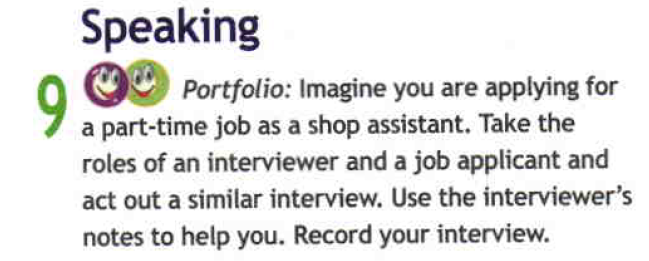 Speaking
9 Portfolio: Imagine you are applying for
a part-time job as a shop assistant. Take the
roles of an interviewer and a job applicant and
act out a similar interview. Use the interviewer's
notes to help you. Record your interview.